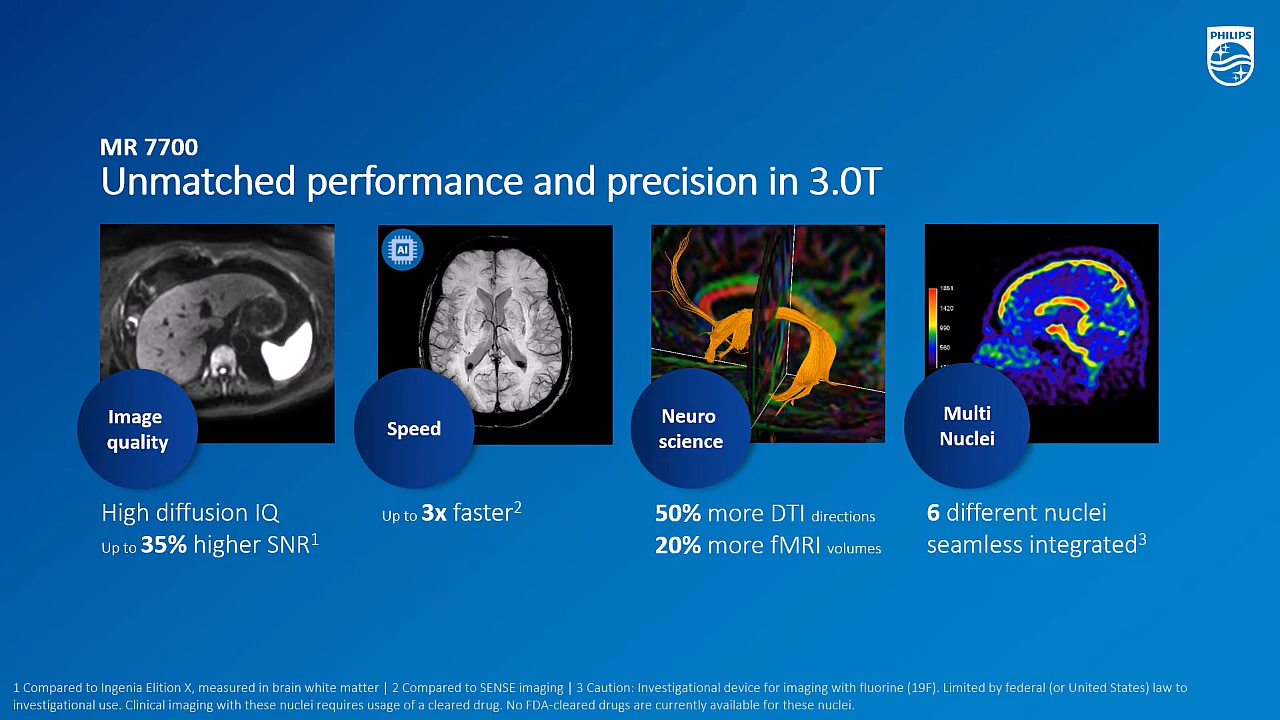 PHILIPS
MR 7700
Unmatched performance and precision in 3.0T
AI
1851
1420
990
560
Image
quality
Speed
Neuro
science
Multi
Nuclei
High diffusion IQ
Up to 35% higher SNR1
Up to 3x faster2
50% more DTI directions
20% more fMRI volumes
6 different nuclei
seamless integrated3
1 Compared to Ingenia Elition X, measured in brain white matter | 2 Compared to SENSE imaging | 3 Caution: Investigational device for imaging with fluorine (19F). Limited by federal (or United States) law to
investigational use. Clinical imaging with these nuclei requires usage of a cleared drug. No FDA-cleared drugs are currently available for these nuclei.